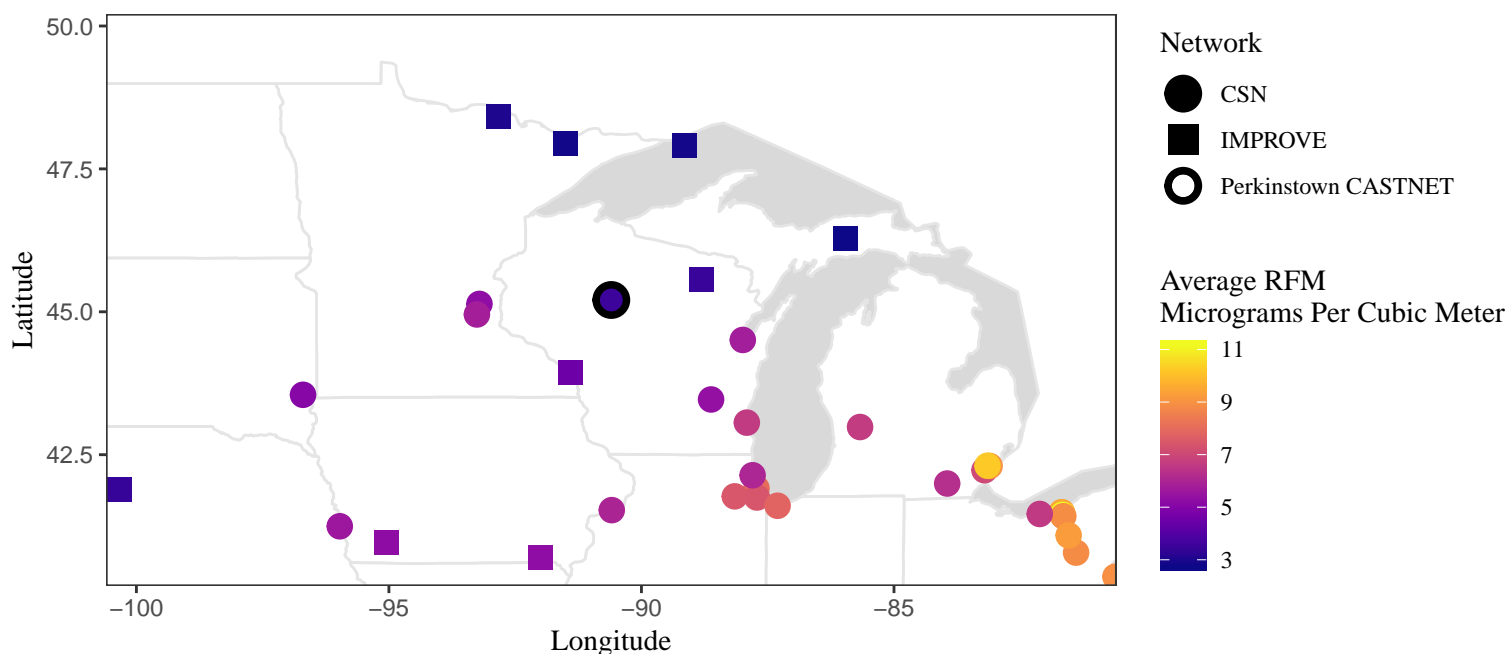 50.0
47.5
45.0
42.5
Latitude
−100
−95
−90
−85
Longitude
Network
CSN
IMPROVE
Perkinstown CASTNET
Average RFM
Micrograms Per Cubic Meter
11
9
7
5
3